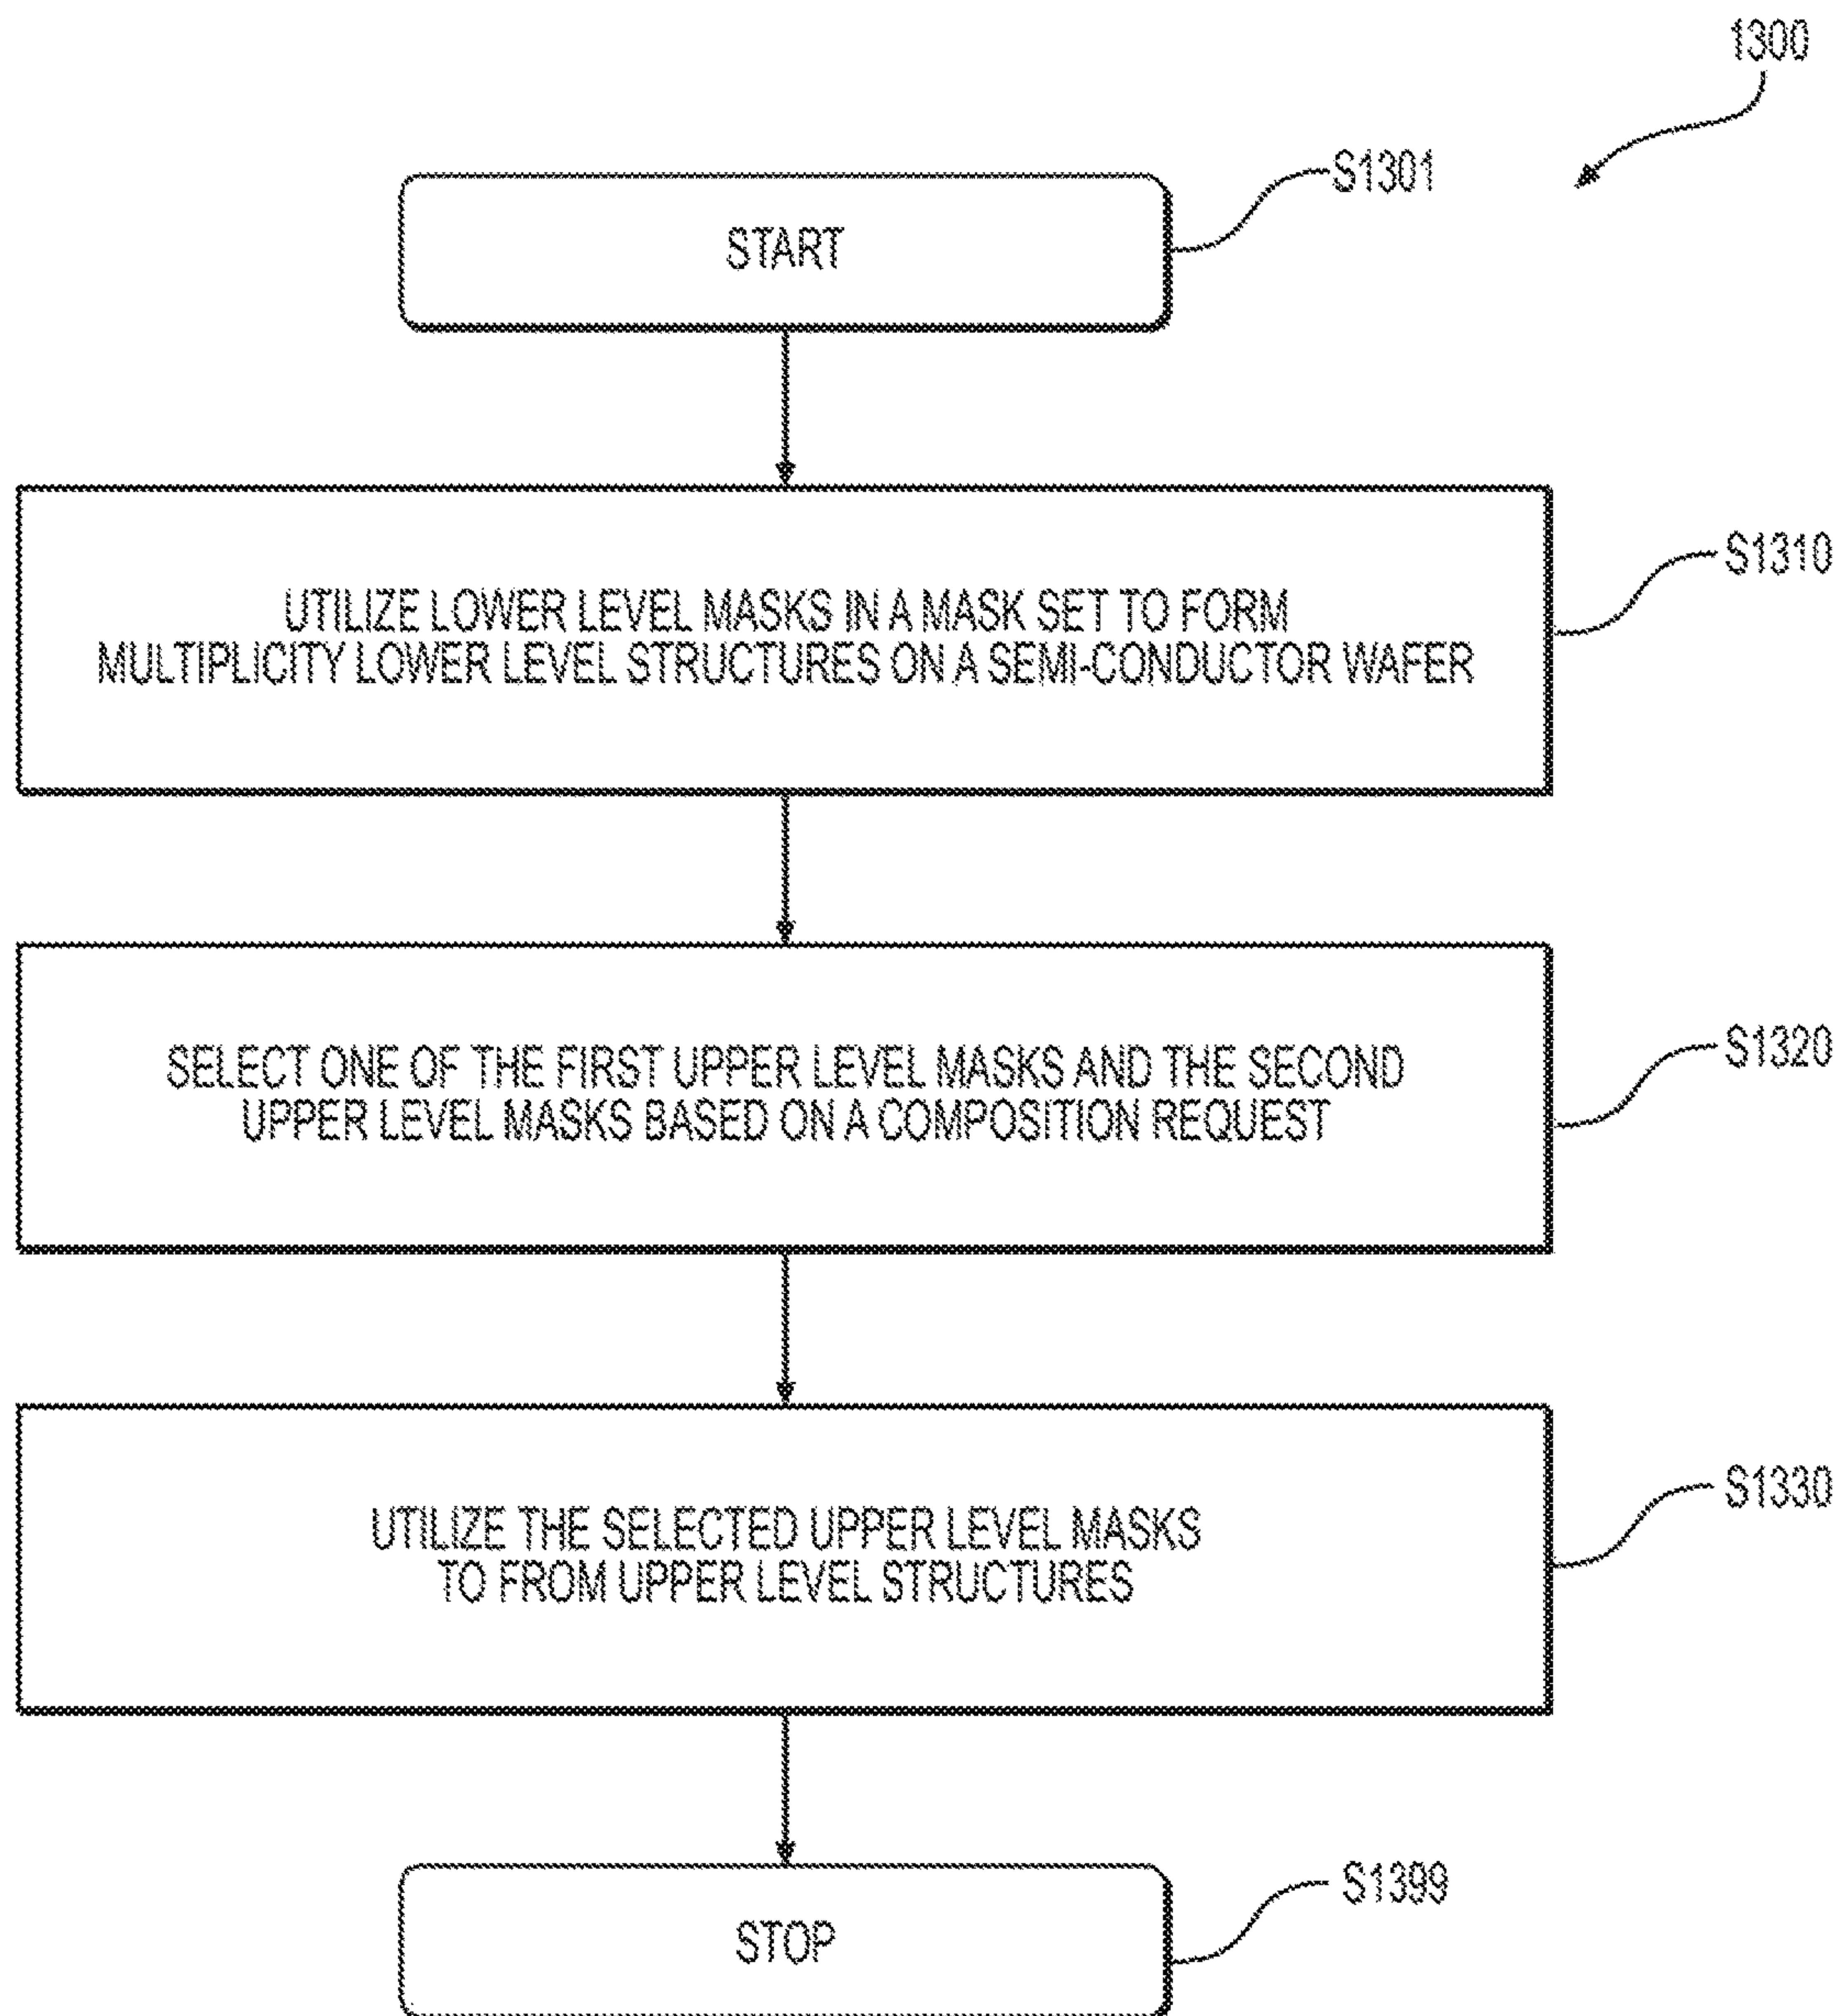 1300
S1301
START
S1310
UTILIZE LOWER LEVEL MASKS IN A MASK SET TO FORM
MULTIPLICITY LOWER LEVEL STRUCTURES ON A SEMI-CONDUCTOR WAFER
S1320
SELECT ONE OF THE FIRST UPPER LEVEL MASKS AND THE SECOND
UPPER LEVEL MASKS BASED ON A COMPOSITION REQUEST
S1330
UTILIZE THE SELECTED UPPER LEVEL MASKS
TO FROM UPPER LEVEL STRUCTURES
S1399
STOP